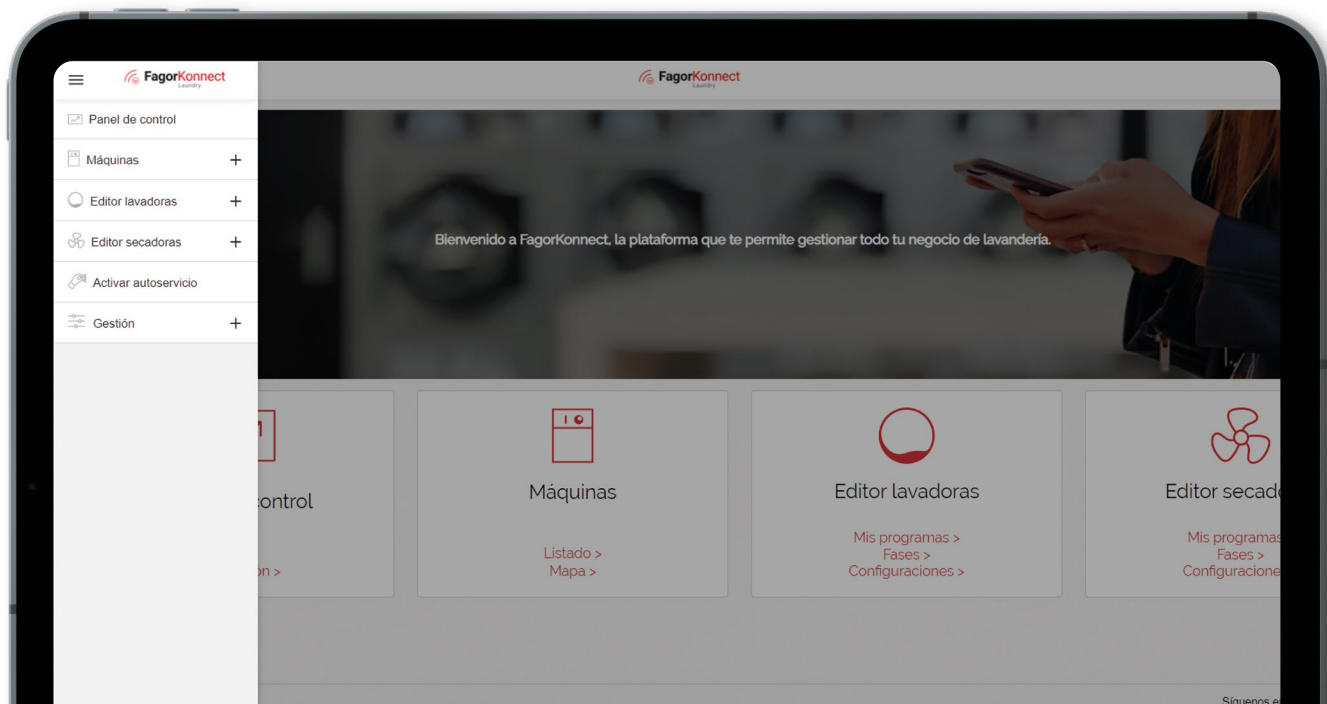 FagorKonnect
Laundry
Panel de control
Máquinas +
Editor lavadoras +
Editor secadoras +
Activar autoservicio
Gestión +
FagorKonnect
Laundry
Bienvenido a FagorKonnect, la plataforma que te permite gestionar todo tu negocio de lavandería.
control
ón >
Máquinas
Listado >
Mapa >
Editor lavadoras
Mis programas >
Fases >
Configuraciones >
Editor secad
Mis programas
Fases >
Configuracione
Síguenos e